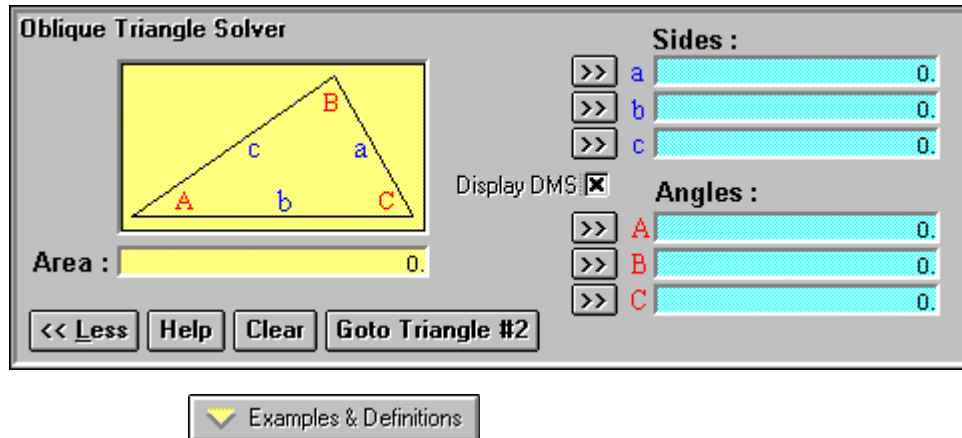 Oblique Triangle Solver
B
c
a
A
b
C
Area : 0.
<< Less Help Clear Goto Triangle #2
Sides :
>> a 0.
>> b 0.
>> c 0.
Display DMS
Angles :
>> A 0.
>> B 0.
>> C 0.
Examples & Definitions